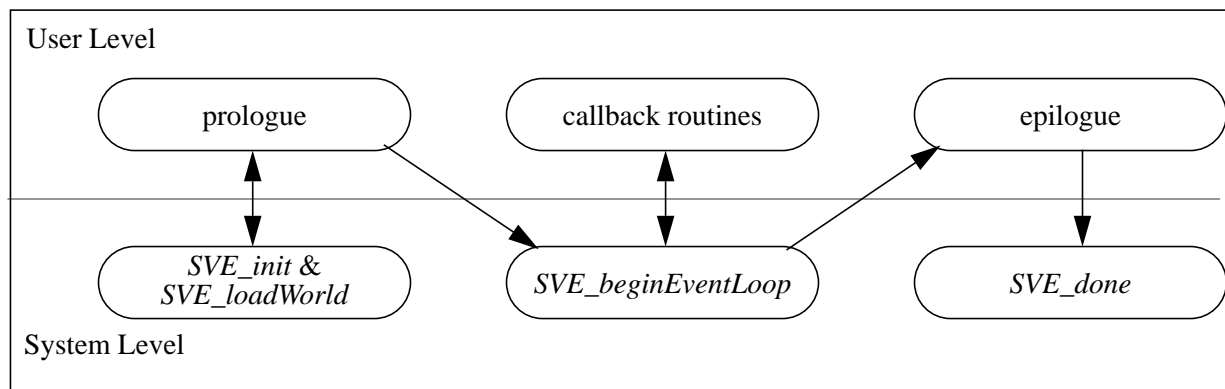 User Level
prologue
callback routines
epilogue
SVE_init &
SVE_loadWorld
SVE_beginEventLoop
SVE_done
System Level